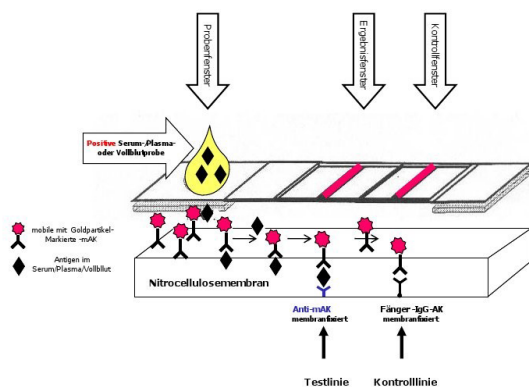 Probenfenster
Ergebnisfenster
Kontrollfenster
Positive Serum-/Plasma-
oder Vollblutprobe
mobile mit Goldpartikel-
Markierte -mAK
Antigen im
Serum/Plasma/Vollbllut
Nitrocellulosemembran
Anti-mAK
membranfixiert
Fänger -IgG-AK
membranfixiert
Testlinie
Kontrolllinie